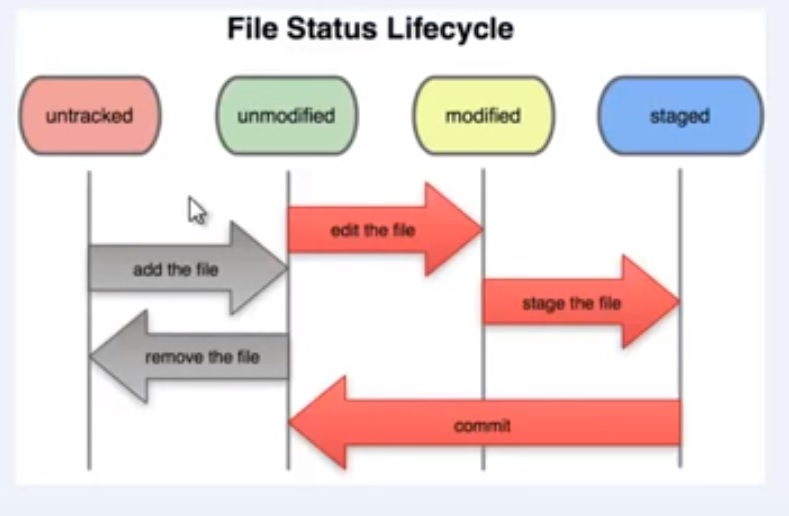 File Status Lifecycle
untracked
unmodified
modified
staged
edit the file
add the file
stage the file
remove the file
commit